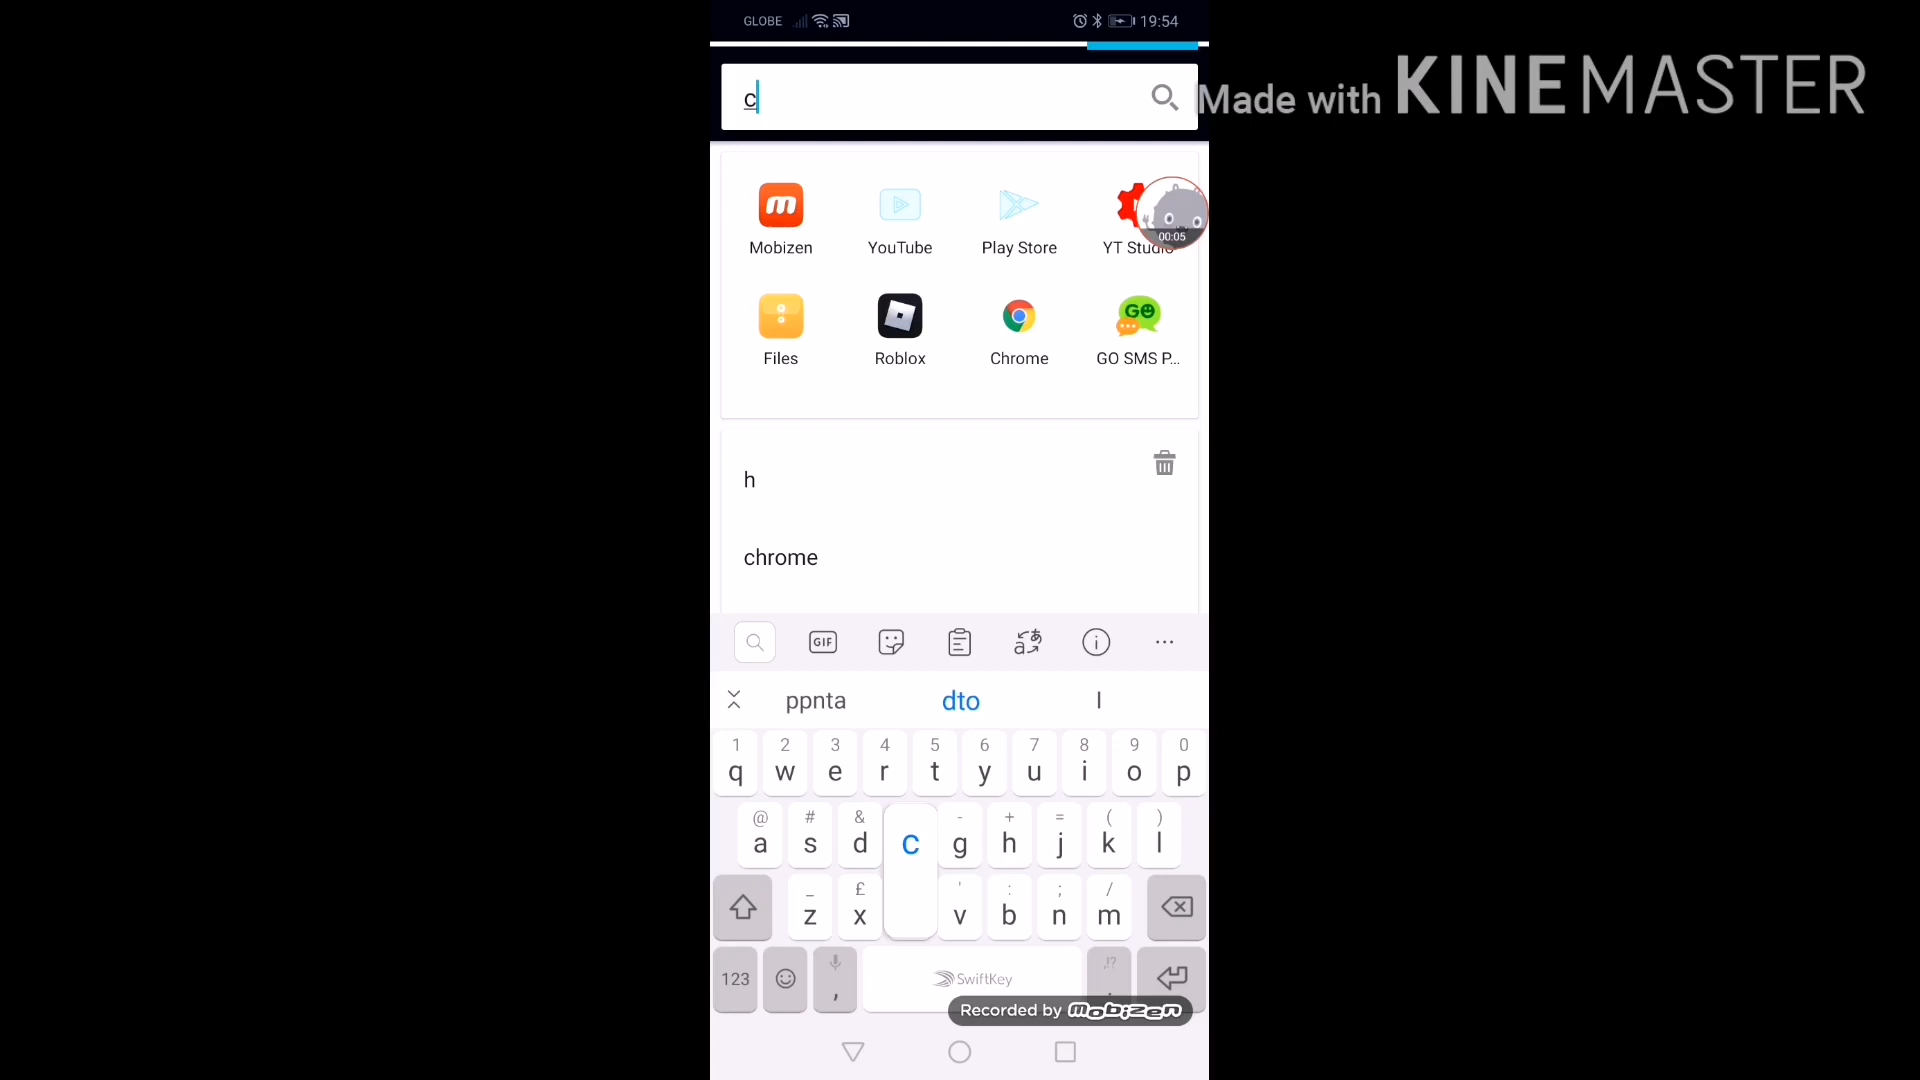 GLOBE 19:54
c
Made with KINEMASTER
Mobizen YouTube Play Store YT Studio
00:05
Files Roblox Chrome GO SMS P...
h
chrome
GIF
ppnta dto I
1 2 3 4 5 6 7 8 9 0
q w e r t y u i o p
@ # & - + = ( )
a s d c g h j k l
_ £ ' : ; /
z x v b n m
123 , SwiftKey ,!? .
Recorded by mobizen